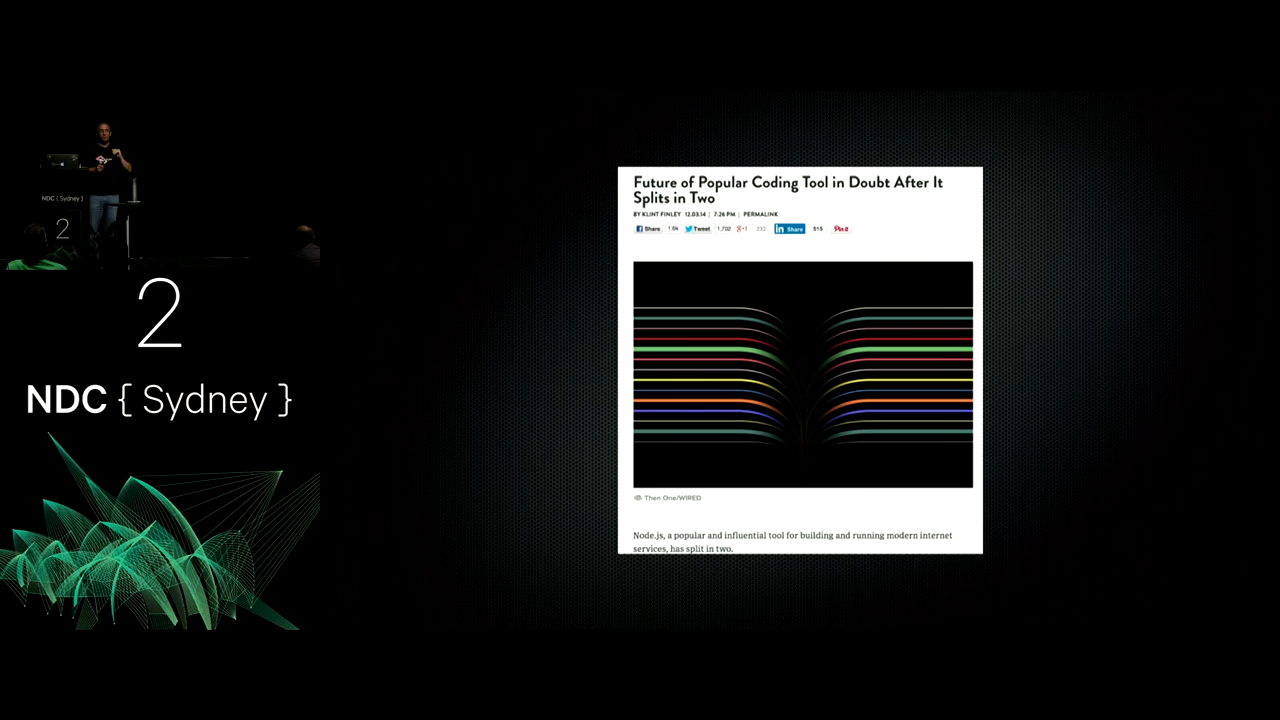 NDC { Sydney }
2
2
NDC { Sydney }
Future of Popular Coding Tool in Doubt After It
Splits in Two
BY KLINT FINLEY 12.03.14 | 7:26 PM | PERMALINK
Share 1.6k Tweet 1,702 g+1 232 in Share 515 Pin it
Then One/WIRED
Node.js, a popular and influential tool for building and running modern internet
services, has split in two.